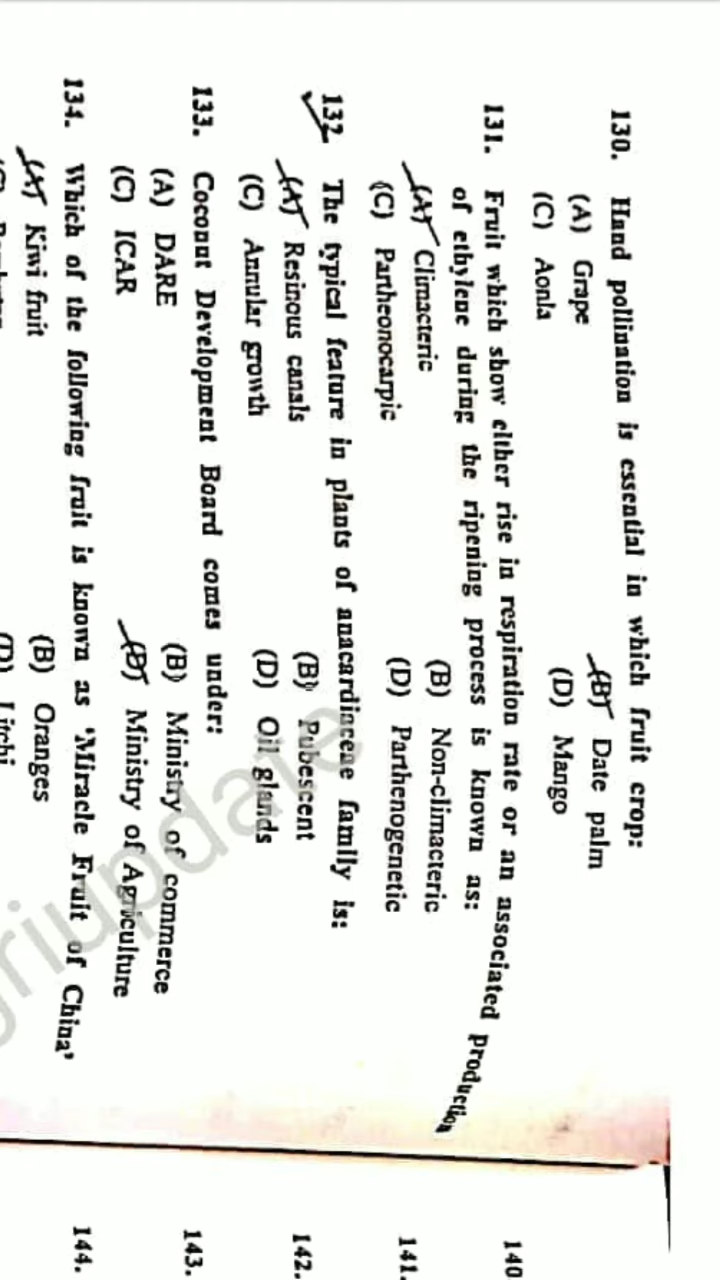 130. Hand pollination is essential in which fruit crop:
(A) Grape (B) Date palm
(C) Aonla (D) Mango
131. Fruit which show either rise in respiration rate or an associated production
of ethylene during the ripening process is known as:
(A) Climacteric (B) Non-climacteric
(C) Partheonocarpic (D) Parthenogenetic
132. The typical feature in plants of anacardiaceae family is:
(A) Resinous canals (B) Pubescent
(C) Annular growth (D) Oil glands
133. Coconut Development Board comes under:
(A) DARE (B) Ministry of commerce
(C) ICAR (D) Ministry of Agriculture
134. Which of the following fruit is known as 'Miracle Fruit of China'
(A) Kiwi fruit (B) Oranges
(D) Litchi
140
141.
142.
143.
144.
riupdate